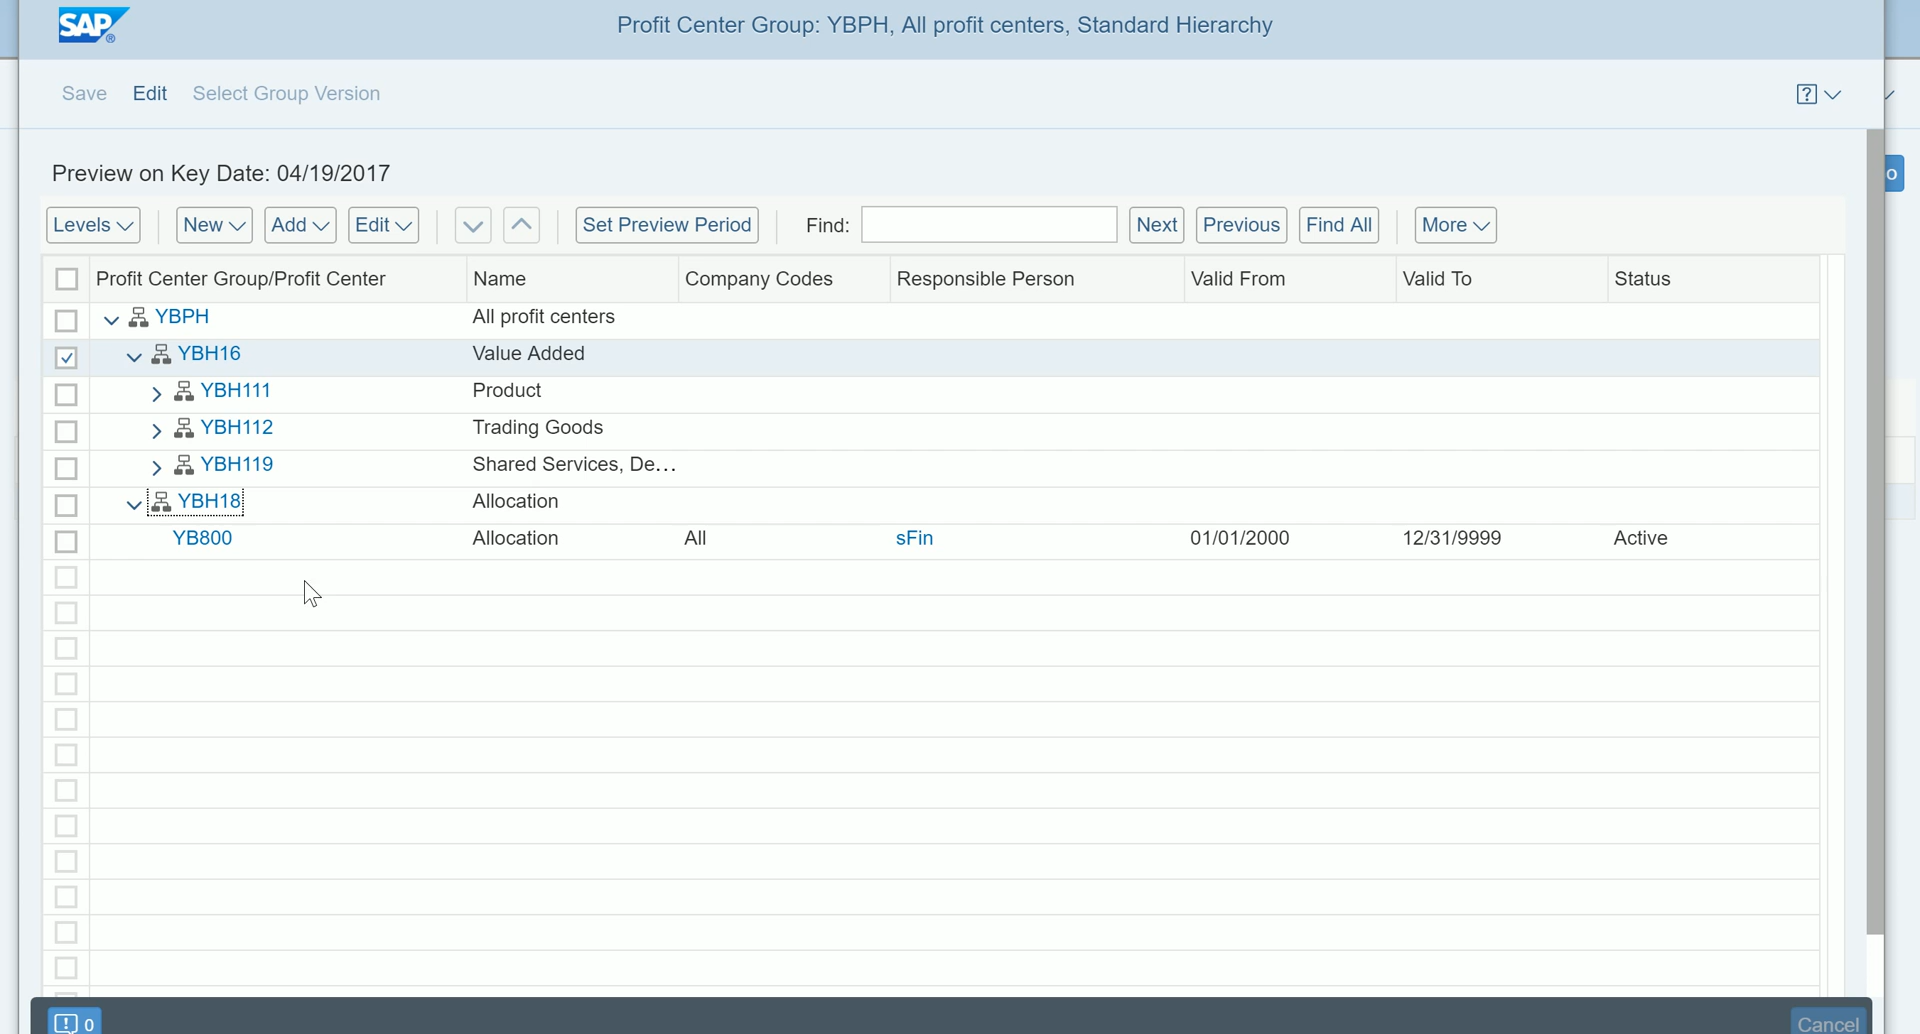 SAP®
Profit Center Group: YBPH, All profit centers, Standard Hierarchy
Save Edit Select Group Version
Preview on Key Date: 04/19/2017
Levels New Add Edit Set Preview Period Find: Next Previous Find All More
Profit Center Group/Profit Center Name Company Codes Responsible Person Valid From Valid To Status
YBPH All profit centers
YBH16 Value Added
YBH111 Product
YBH112 Trading Goods
YBH119 Shared Services, De...
YBH18 Allocation
YB800 Allocation All sFin 01/01/2000 12/31/9999 Active
0 Cancel